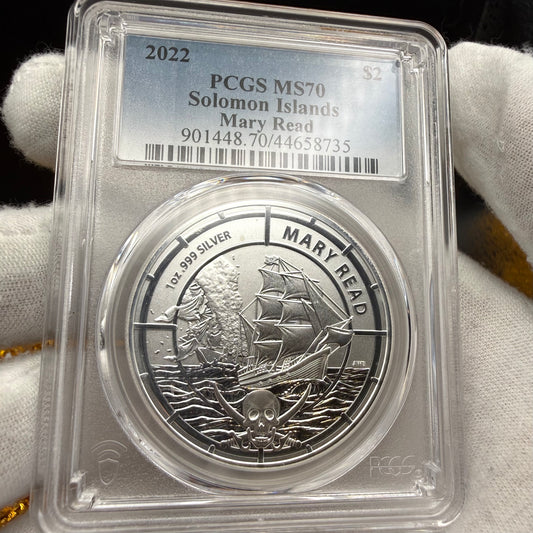 2022
$2
PCGS MS70
Solomon Islands
Mary Read
901448.70/44658735
1oz .999 SILVER
MARY READ
PCGS